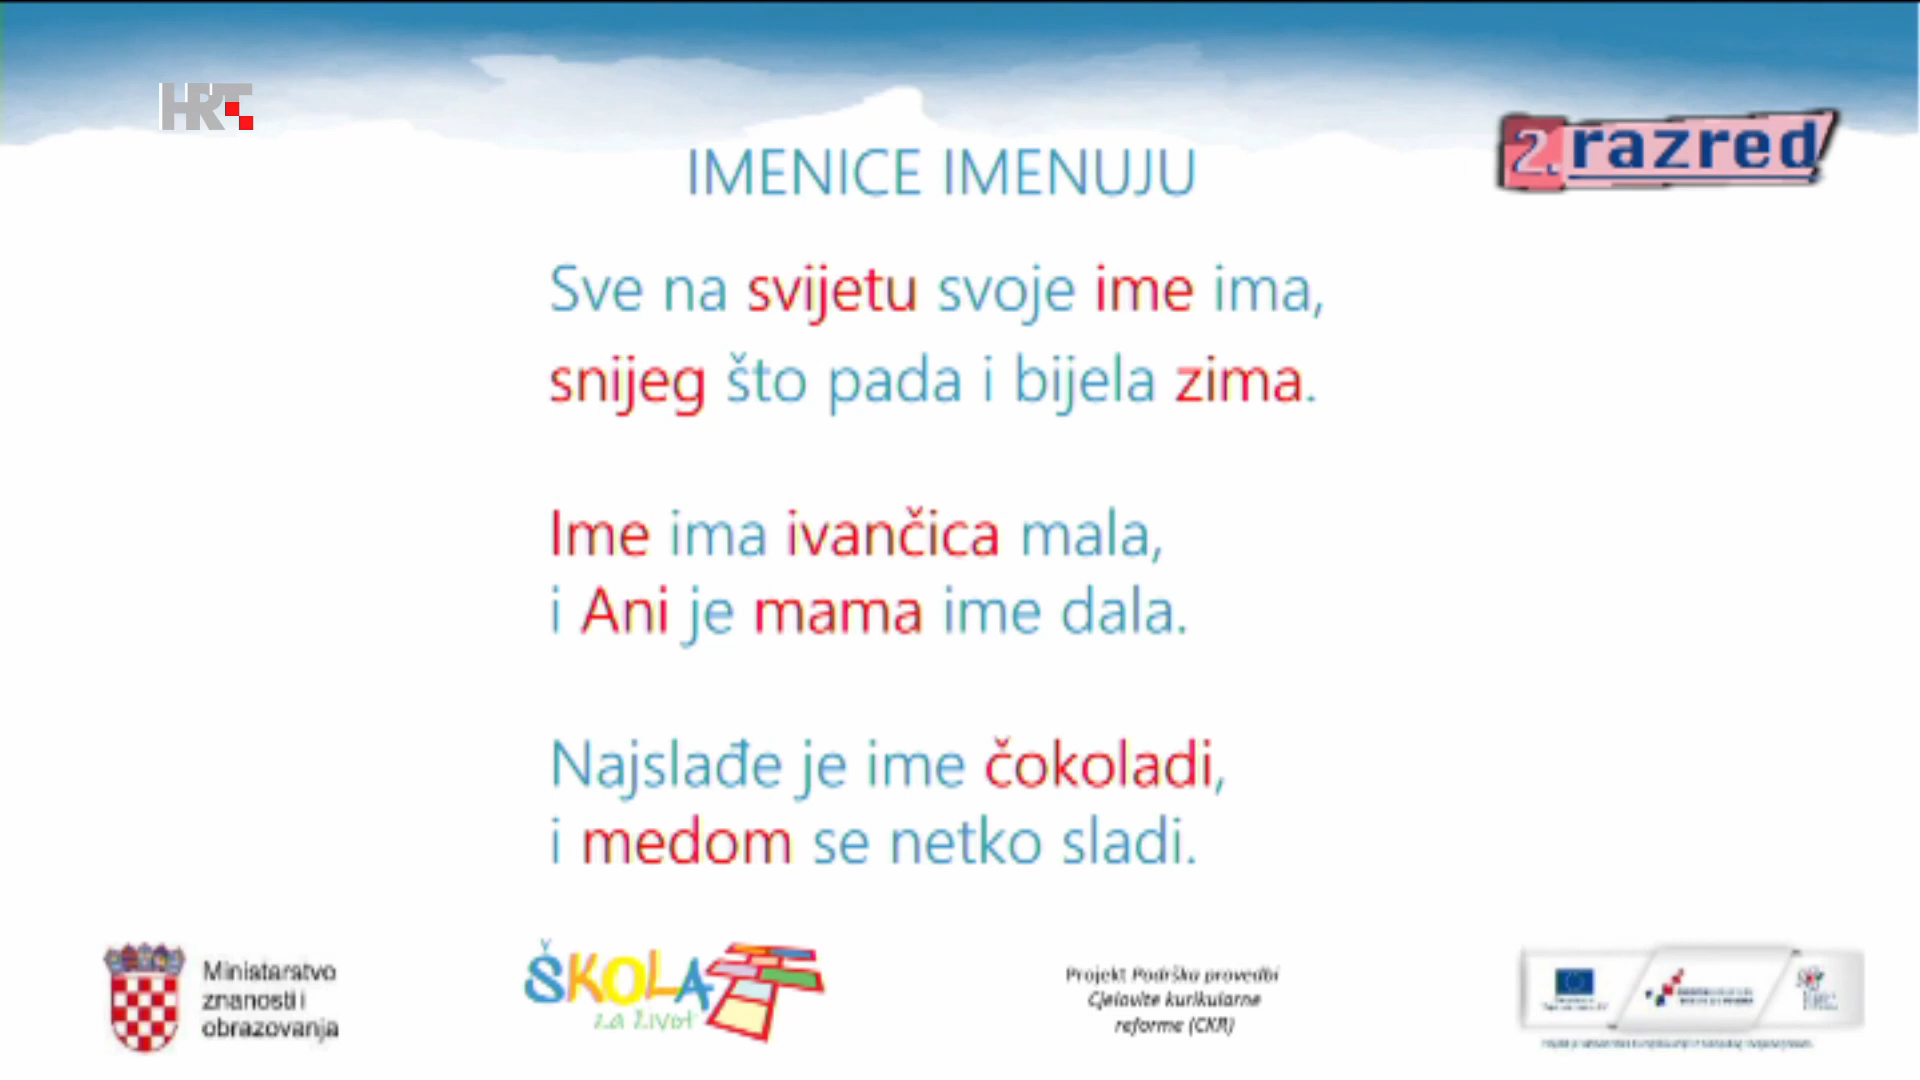 HRT
2. razred
IMENICE IMENUJU
Sve na svijetu svoje ime ima,
snijeg što pada i bijela zima.
Ime ima ivančica mala,
i Ani je mama ime dala.
Najslađe je ime čokoladi,
i medom se netko sladi.
Ministarstvo
znanosti i
obrazovanja
ŠKOLA
za život
Projekt Podrška provedbi
Cjelovite kurikularne
reforme (CKR)